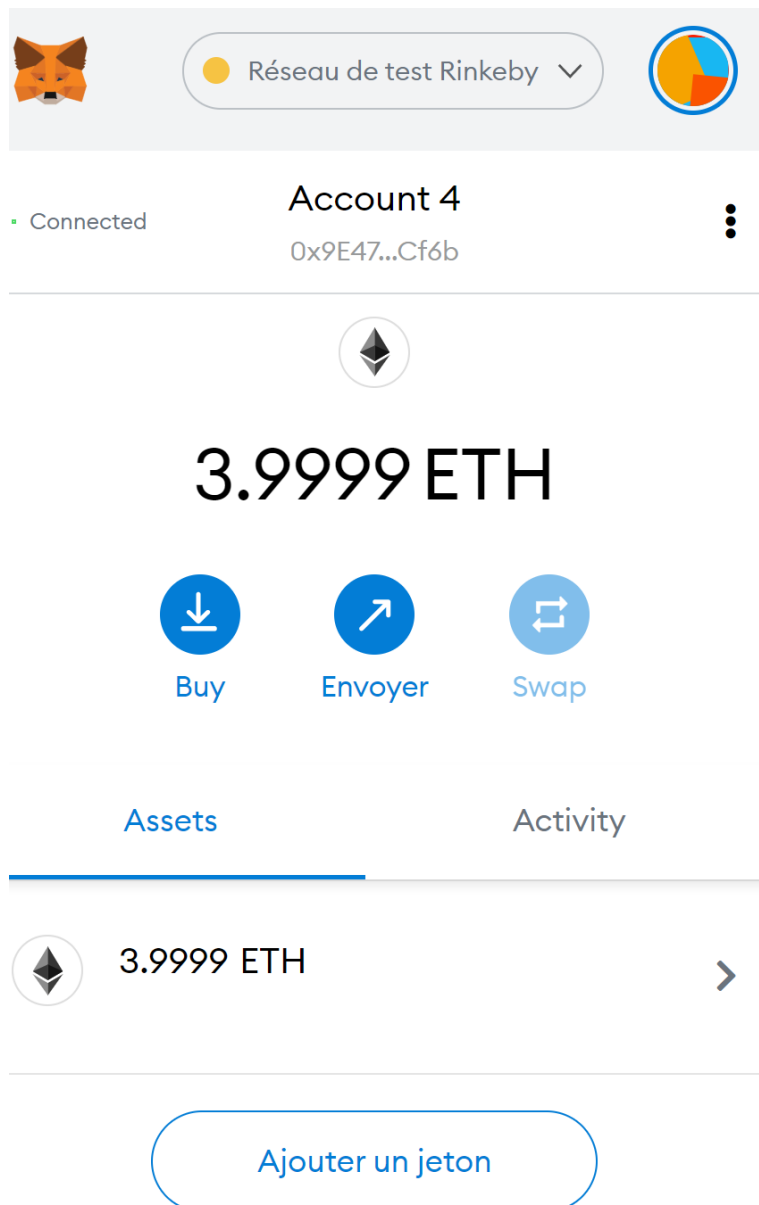 Réseau de test Rinkeby
Connected
Account 4
0x9E47...Cf6b
3.9999 ETH
Buy
Envoyer
Swap
Assets
Activity
3.9999 ETH
Ajouter un jeton